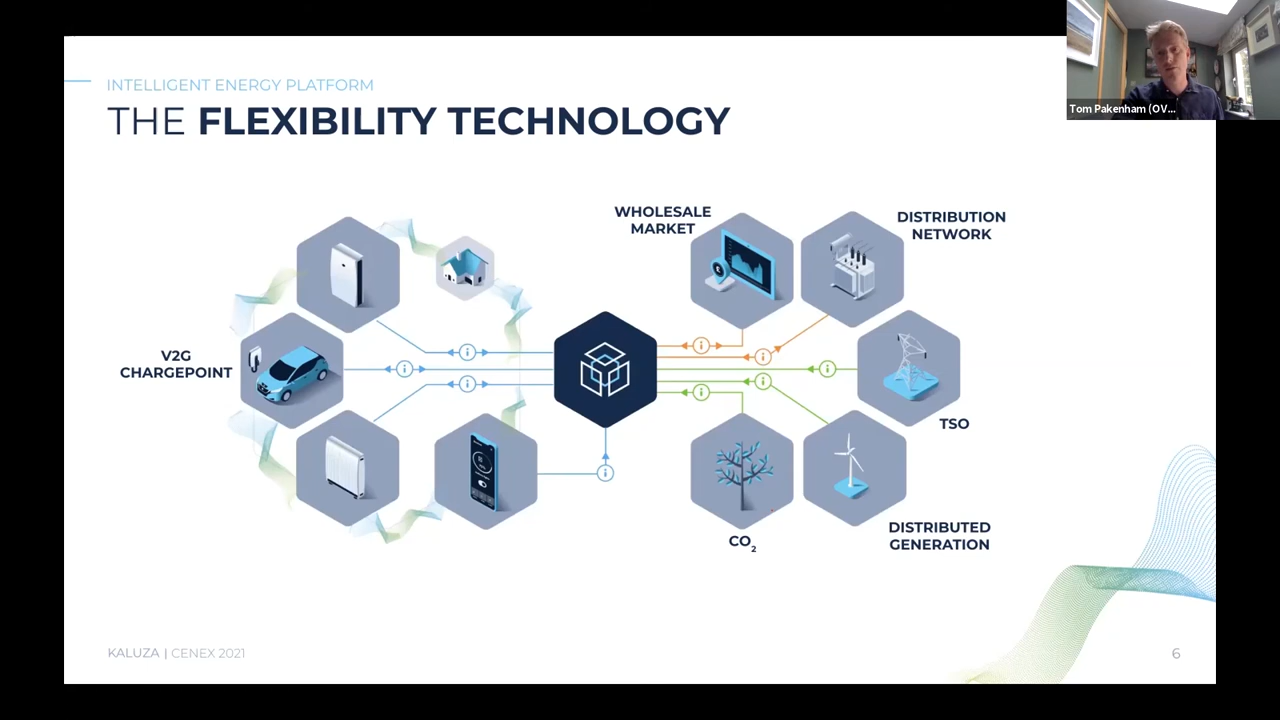 Tom Pakenham (OV...
INTELLIGENT ENERGY PLATFORM
THE FLEXIBILITY TECHNOLOGY
WHOLESALE
MARKET
DISTRIBUTION
NETWORK
V2G
CHARGEPOINT
TSO
CO2
DISTRIBUTED
GENERATION
KALUZA | CENEX 2021
6